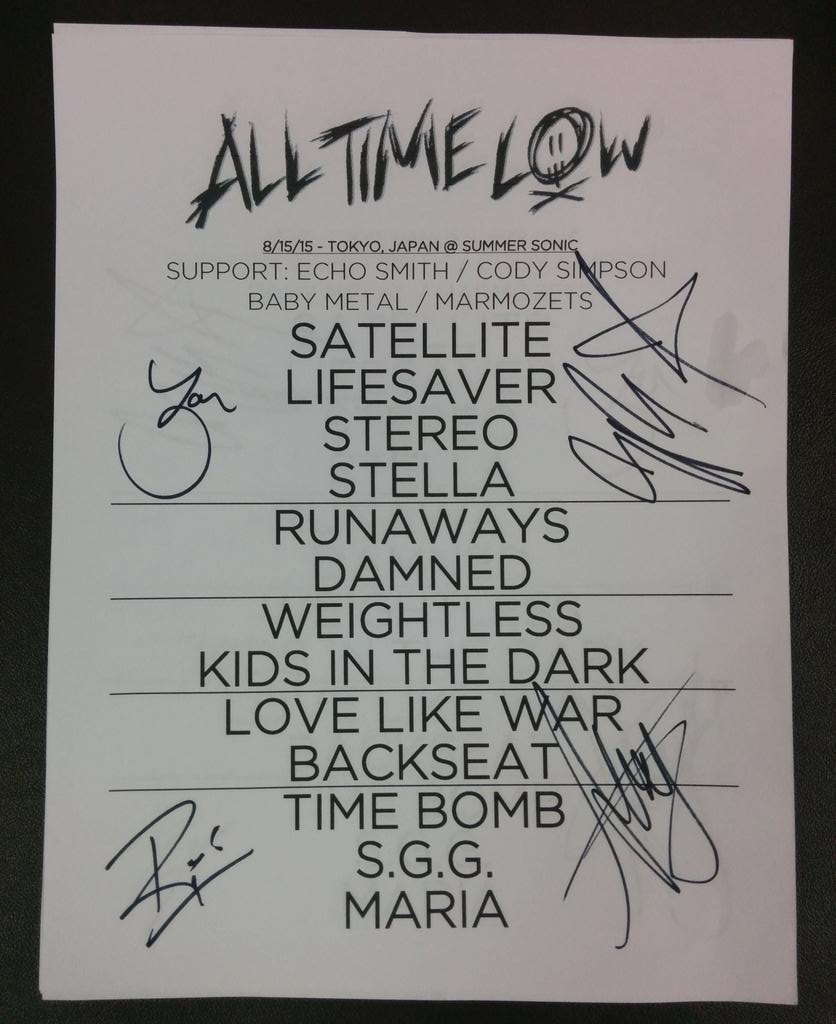 ALL TIME LOW
8/15/15 - TOKYO, JAPAN @ SUMMER SONIC
SUPPORT: ECHO SMITH / CODY SIMPSON
BABY METAL / MARMOZETS
SATELLITE
LIFESAVER
STEREO
STELLA
RUNAWAYS
DAMNED
WEIGHTLESS
KIDS IN THE DARK
LOVE LIKE WAR
BACKSEAT
TIME BOMB
S.G.G.
MARIA